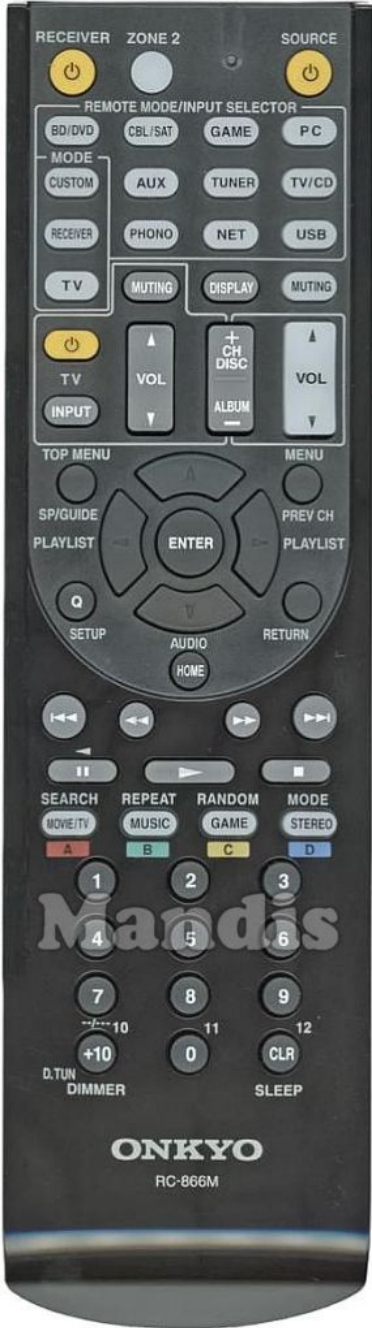 RECEIVER ZONE 2 SOURCE
REMOTE MODE/INPUT SELECTOR
BD/DVD CBL/SAT GAME PC
MODE
CUSTOM AUX TUNER TV/CD
RECEIVER PHONO NET USB
TV MUTING DISPLAY MUTING
+
CH
DISC
TV VOL VOL
INPUT ALBUM
-
TOP MENU MENU
SP/GUIDE PREV CH
PLAYLIST ENTER PLAYLIST
Q
SETUP AUDIO RETURN
HOME
SEARCH REPEAT RANDOM MODE
MOVIE/TV MUSIC GAME STEREO
A B C D
1 2 3
Mandis
4 5 6
7 8 9
--/--- 10 11 12
+10 0 CLR
D.TUN
DIMMER SLEEP
ONKYO
RC-866M